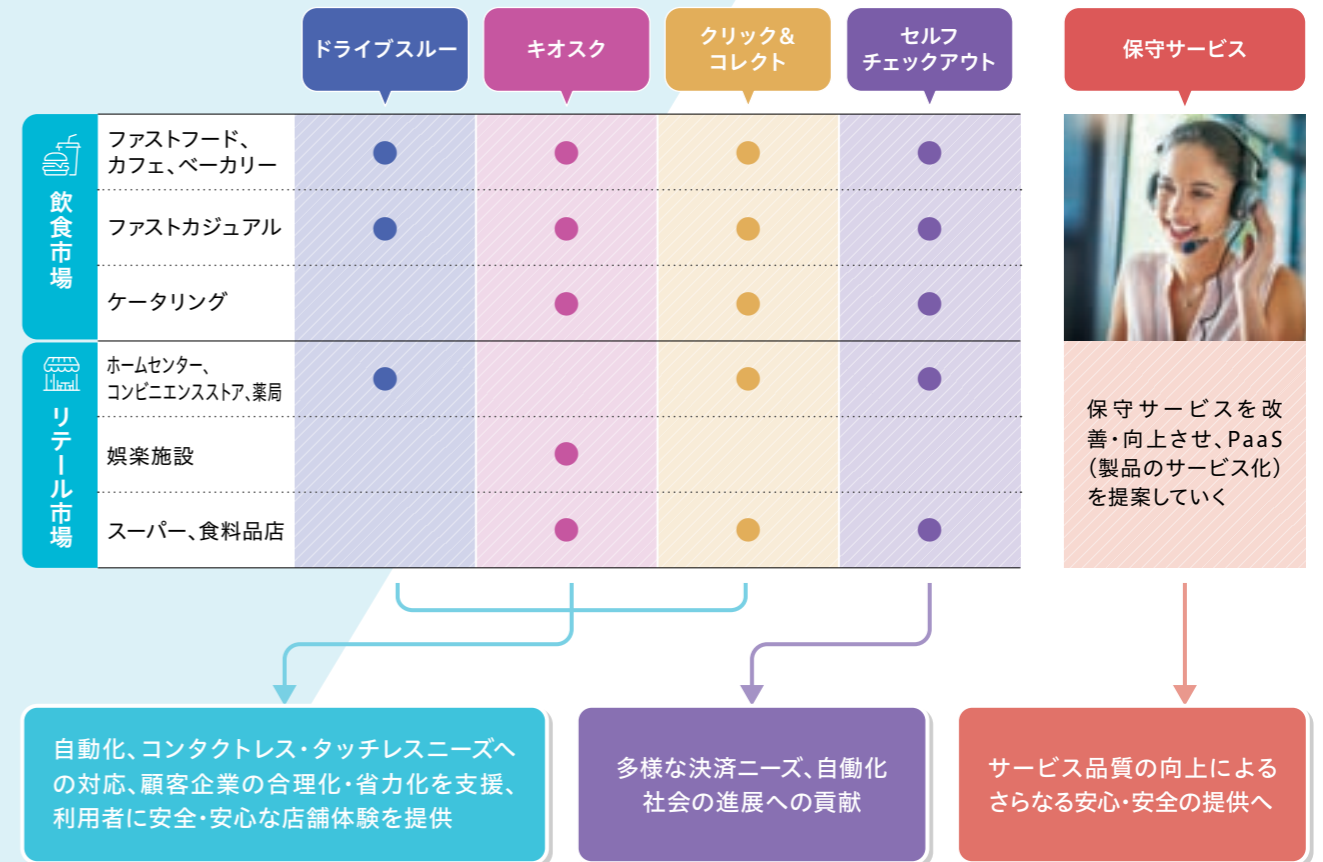 ドライブスルー
キオスク
クリック＆
コレクト
セルフ
チェックアウト
保守サービス
飲食市場
ファストフード、
カフェ、ベーカリー
ファストカジュアル
ケータリング
リテール市場
ホームセンター、
コンビニエンスストア、薬局
娯楽施設
スーパー、食料品店
保守サービスを改
善・向上させ、PaaS
（製品のサービス化）
を提案していく
自動化、コンタクトレス・タッチレスニーズへ
の対応、顧客企業の合理化・省力化を支援、
利用者に安全・安心な店舗体験を提供
多様な決済ニーズ、自働化
社会の進展への貢献
サービス品質の向上による
さらなる安心・安全の提供へ